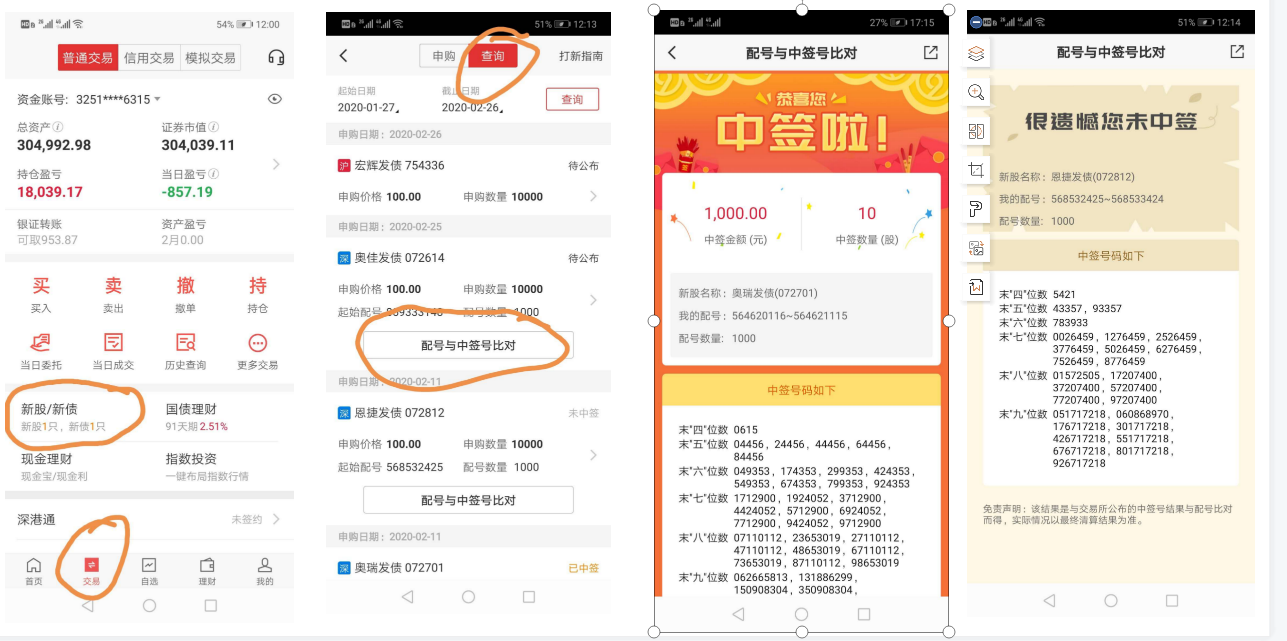 54% 12:00
普通交易 信用交易 模拟交易
资金账号: 3251****6315
总资产 证券市值
304,992.98 304,039.11
持仓盈亏 当日盈亏
18,039.17 -857.19
银证转账 资产盈亏
可取953.87 2月0.00
买 卖 撤 持
买入 卖出 撤单 持仓
当日委托 当日成交 历史查询 更多交易
新股/新债 国债理财
新股1只, 新债1只 91天期 2.51%
现金理财 指数投资
现金宝/现金利 一键布局指数行情
深港通 未签约
首页 交易 自选 理财 我的
51% 12:13
申购 查询 打新指南
起始日期 截止日期
2020-01-27 2020-02-26 查询
申购日期: 2020-02-26
沪 宏辉发债 754336 待公布
申购价格 100.00 申购数量 10000
申购日期: 2020-02-25
深 奥佳发债 072614 待公布
申购价格 100.00 申购数量 10000
起始配号 配号数量 1000
配号与中签号比对
申购日期: 2020-02-11
深 恩捷发债 072812 未中签
申购价格 100.00 申购数量 10000
起始配号 568532425 配号数量 1000
配号与中签号比对
申购日期: 2020-02-11
深 奥瑞发债 072701 已中签
27% 17:15
配号与中签号比对
恭喜您
中签啦!
1,000.00 10
中签金额 (元) 中签数量 (股)
新股名称: 奥瑞发债(072701)
我的配号: 564620116~564621115
配号数量: 1000
中签号码如下
末"四"位数 0615
末"五"位数 04456, 24456, 44456, 64456,
84456
末"六"位数 049353, 174353, 299353, 424353,
549353, 674353, 799353, 924353
末"七"位数 1712900, 1924052, 3712900,
4424052, 5712900, 6924052,
7712900, 9424052, 9712900
末"八"位数 07110112, 23653019, 27110112,
47110112, 48653019, 67110112,
73653019, 87110112, 98653019
末"九"位数 062665813, 131886299,
150908304, 350908304,
51% 12:14
配号与中签号比对
很遗憾您未中签
新股名称: 恩捷发债(072812)
我的配号: 568532425~568533424
配号数量: 1000
中签号码如下
末"四"位数 5421
末"五"位数 43357, 93357
末"六"位数 783933
末"七"位数 0026459, 1276459, 2526459,
3776459, 5026459, 6276459,
7526459, 8776459
末"八"位数 01572505, 17207400,
37207400, 57207400,
77207400, 97207400
末"九"位数 051717218, 060868970,
176717218, 301717218,
426717218, 551717218,
676717218, 801717218,
926717218
免责声明: 该结果是与交易所公布的中签号结果与配号比对
而得, 实际情况以最终清算结果为准。